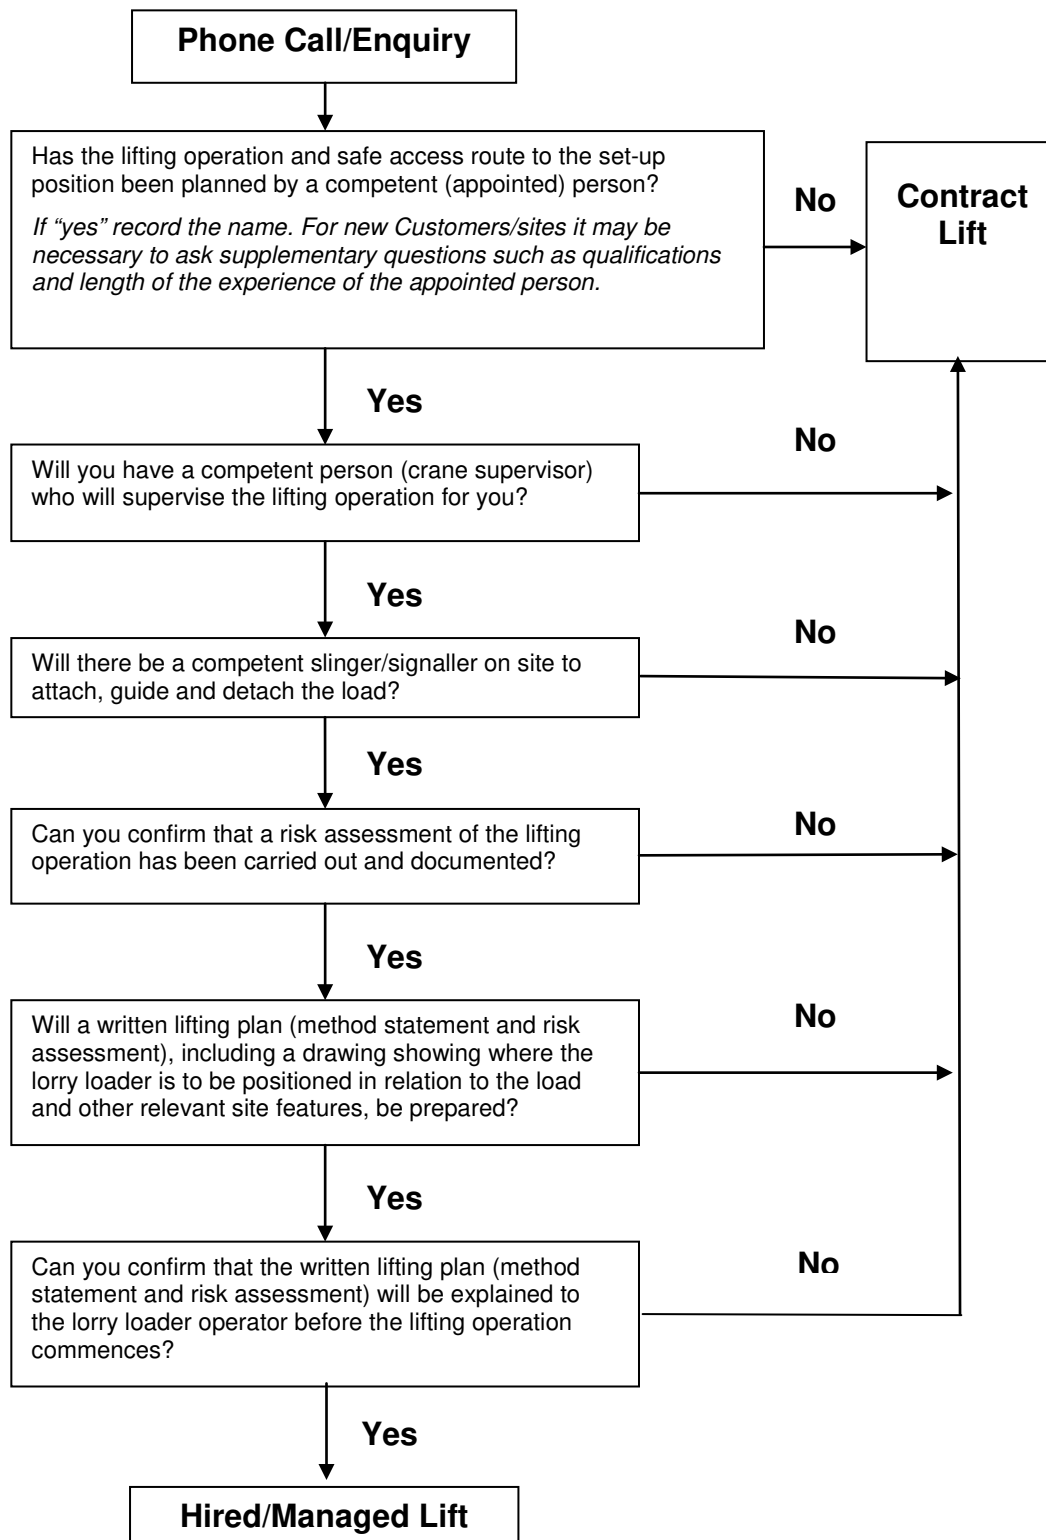 Phone Call/Enquiry
Has the lifting operation and safe access route to the set-up
position been planned by a competent (appointed) person?
If “yes” record the name. For new Customers/sites it may be
necessary to ask supplementary questions such as qualifications
and length of the experience of the appointed person.
No
Contract
Lift
Yes
Will you have a competent person (crane supervisor)
who will supervise the lifting operation for you?
No
Yes
Will there be a competent slinger/signaller on site to
attach, guide and detach the load?
No
Yes
Can you confirm that a risk assessment of the lifting
operation has been carried out and documented?
No
Yes
Will a written lifting plan (method statement and risk
assessment), including a drawing showing where the
lorry loader is to be positioned in relation to the load
and other relevant site features, be prepared?
No
Yes
Can you confirm that the written lifting plan (method
statement and risk assessment) will be explained to
the lorry loader operator before the lifting operation
commences?
No
Yes
Hired/Managed Lift